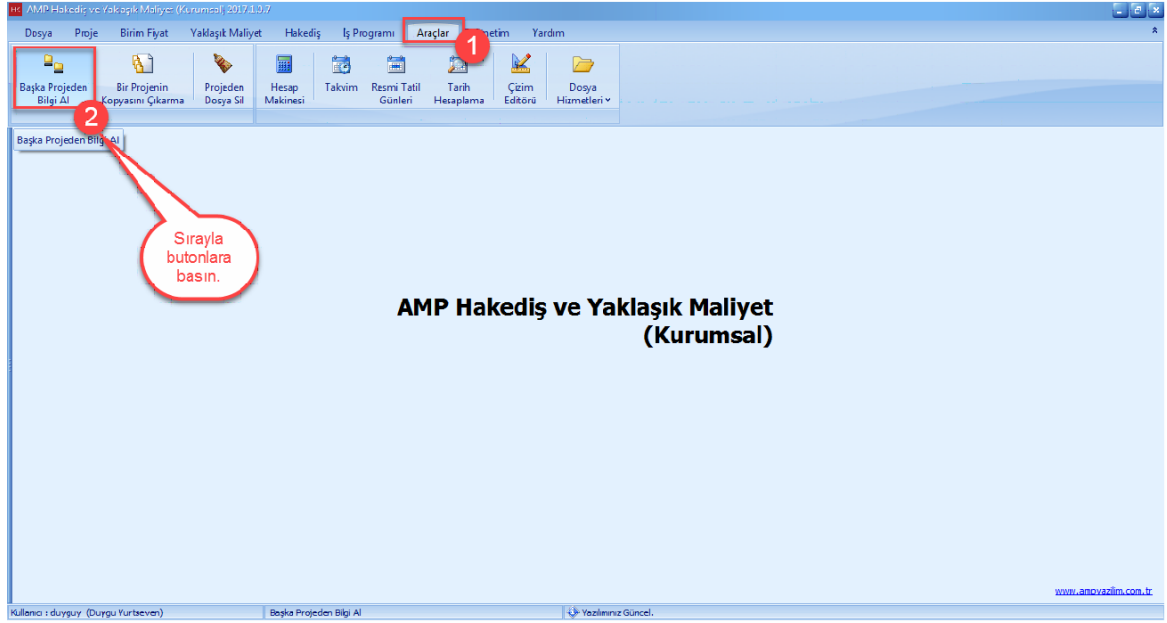 AMP Hakediş ve Yaklaşık Maliyet (Kurumsal) 2017.1.0.7
Dosya Proje Birim Fiyat Yaklaşık Maliyet Hakediş İş Programı Araçlar Yardım
1
Başka Projeden Bilgi Al
Bir Projenin Kopyasını Çıkarma
Projeden Dosya Sil
Hesap Makinesi
Takvim
Resmi Tatil Günleri
Tarih Hesaplama
Çizim Editörü
Dosya Hizmetleri
2
Başka Projeden Bilgi Al
Sırayla
butonlara
basın.
AMP Hakediş ve Yaklaşık Maliyet
(Kurumsal)
www.ampyazilim.com.tr
Kullanıcı : duyguy (Duygu Yurtseven) Başka Projeden Bilgi Al Yazılımınız Güncel.